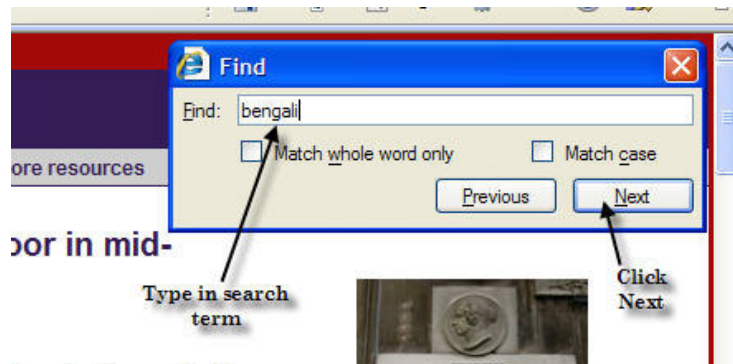 Find
Find: bengali
Match whole word only
Match case
ore resources
Previous
Next
oor in mid-
Type in search
term
Click
Next